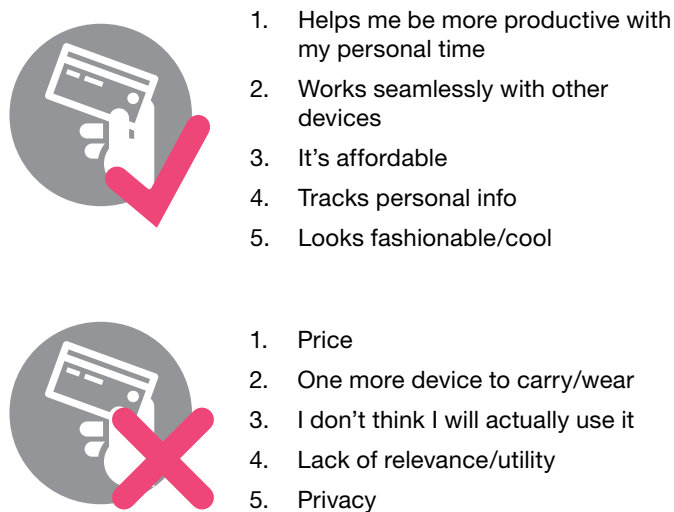 1. Helps me be more productive with
my personal time
2. Works seamlessly with other
devices
3. It’s affordable
4. Tracks personal info
5. Looks fashionable/cool
1. Price
2. One more device to carry/wear
3. I don’t think I will actually use it
4. Lack of relevance/utility
5. Privacy